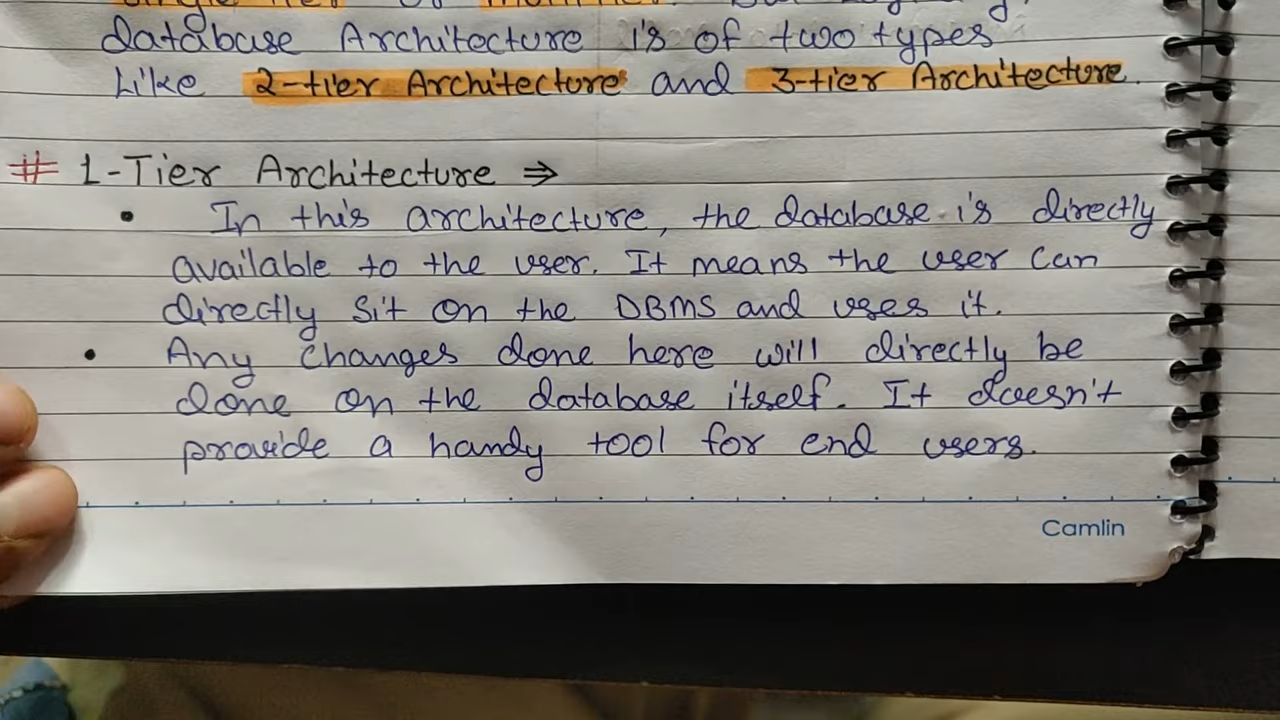 database Architecture is of two types
Like 2-tier Architecture and 3-tier Architecture.
# 1-Tier Architecture ⇒
• In this architecture, the database is directly
available to the user. It means the user can
directly sit on the DBMS and uses it.
• Any changes done here will directly be
done on the database itself. It doesn't
provide a handy tool for end users.
Camlin